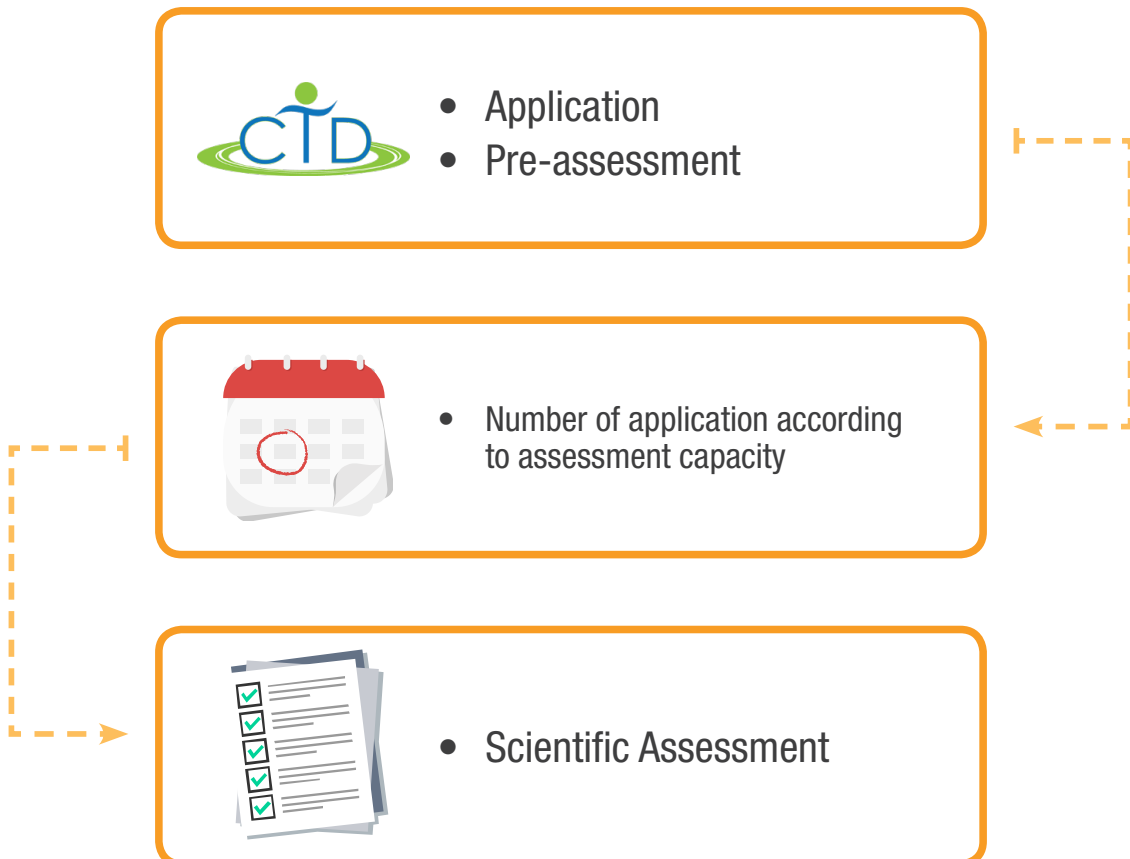 CTD
• Application
• Pre-assessment
• Number of application according
to assessment capacity
• Scientific Assessment